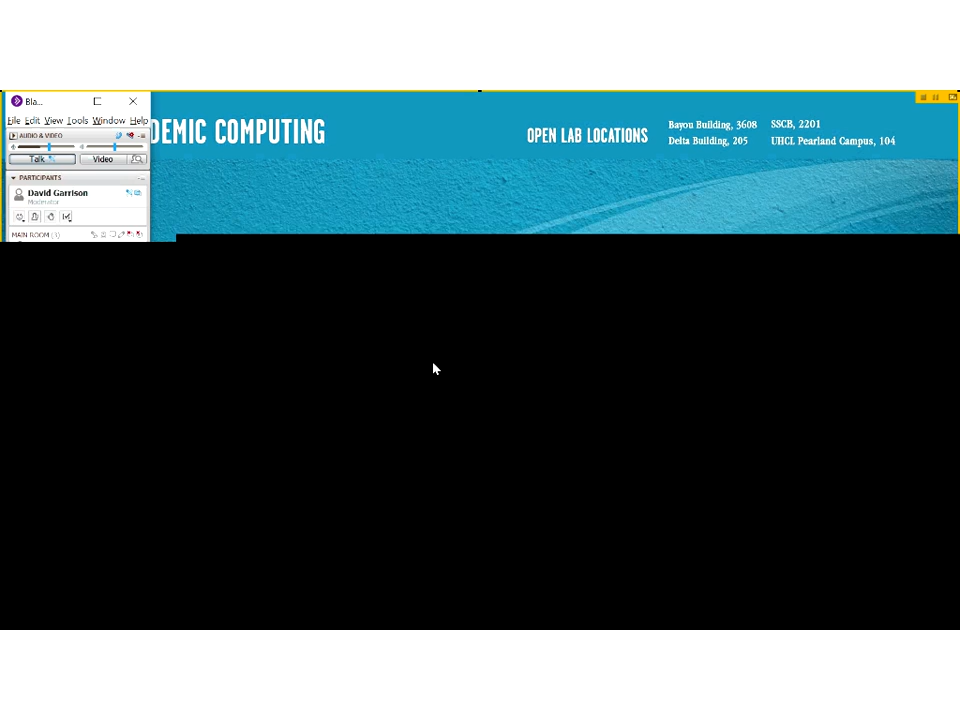 Bla...
File Edit View Tools Window Help
AUDIO & VIDEO
Talk Video
PARTICIPANTS
David Garrison
Moderator
MAIN ROOM (3)
DEMIC COMPUTING
OPEN LAB LOCATIONS
Bayou Building, 3608 SSCB, 2201
Delta Building, 205 UHCL Pearland Campus, 104